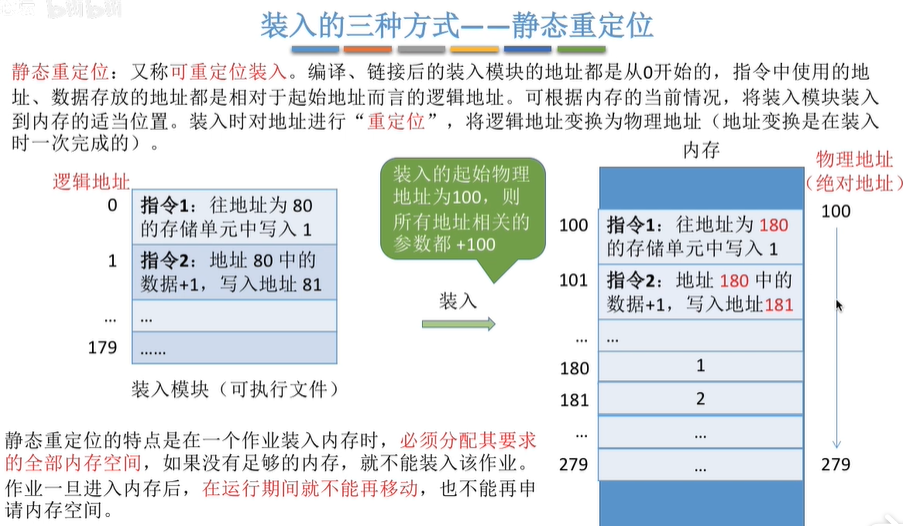 装入的三种方式——静态重定位
静态重定位：又称可重定位装入。编译、链接后的装入模块的地址都是从0开始的，指令中使用的地
址、数据存放的地址都是相对于起始地址而言的逻辑地址。可根据内存的当前情况，将装入模块装入
到内存的适当位置。装入时对地址进行“重定位”，将逻辑地址变换为物理地址（地址变换是在装入
时一次完成的）。
逻辑地址
0
指令1：往地址为 80
的存储单元中写入 1
1
指令2：地址 80 中的
数据+1，写入地址 81
...
...
179
......
装入模块（可执行文件）
装入的起始物理
地址为100，则
所有地址相关的
参数都 +100
装入
内存
物理地址
（绝对地址）
100
指令1：往地址为 180
的存储单元中写入 1
100
101
指令2：地址 180 中的
数据+1，写入地址181
...
...
180
1
181
2
...
...
279
...
279
静态重定位的特点是在一个作业装入内存时，必须分配其要求
的全部内存空间，如果没有足够的内存，就不能装入该作业。
作业一旦进入内存后，在运行期间就不能再移动，也不能再申
请内存空间。